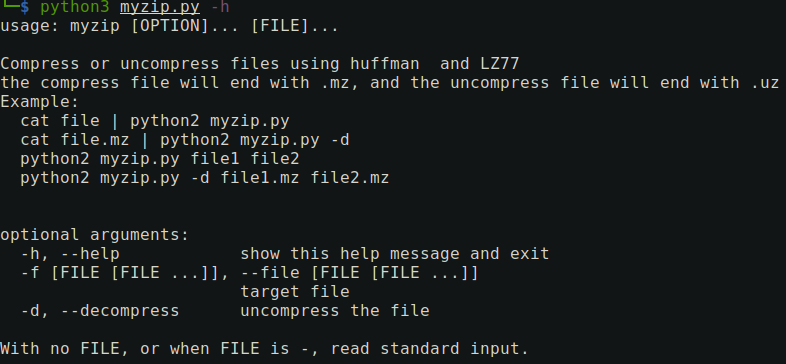 └─$ python3 myzip.py -h
usage: myzip [OPTION]... [FILE]...
Compress or uncompress files using huffman  and LZ77
the compress file will end with .mz, and the uncompress file will end with .uz
Example:
  cat file | python2 myzip.py
  cat file.mz | python2 myzip.py -d
  python2 myzip.py file1 file2
  python2 myzip.py -d file1.mz file2.mz
optional arguments:
  -h, --help            show this help message and exit
  -f [FILE [FILE ...]], --file [FILE [FILE ...]]
                        target file
  -d, --decompress      uncompress the file
With no FILE, or when FILE is -, read standard input.